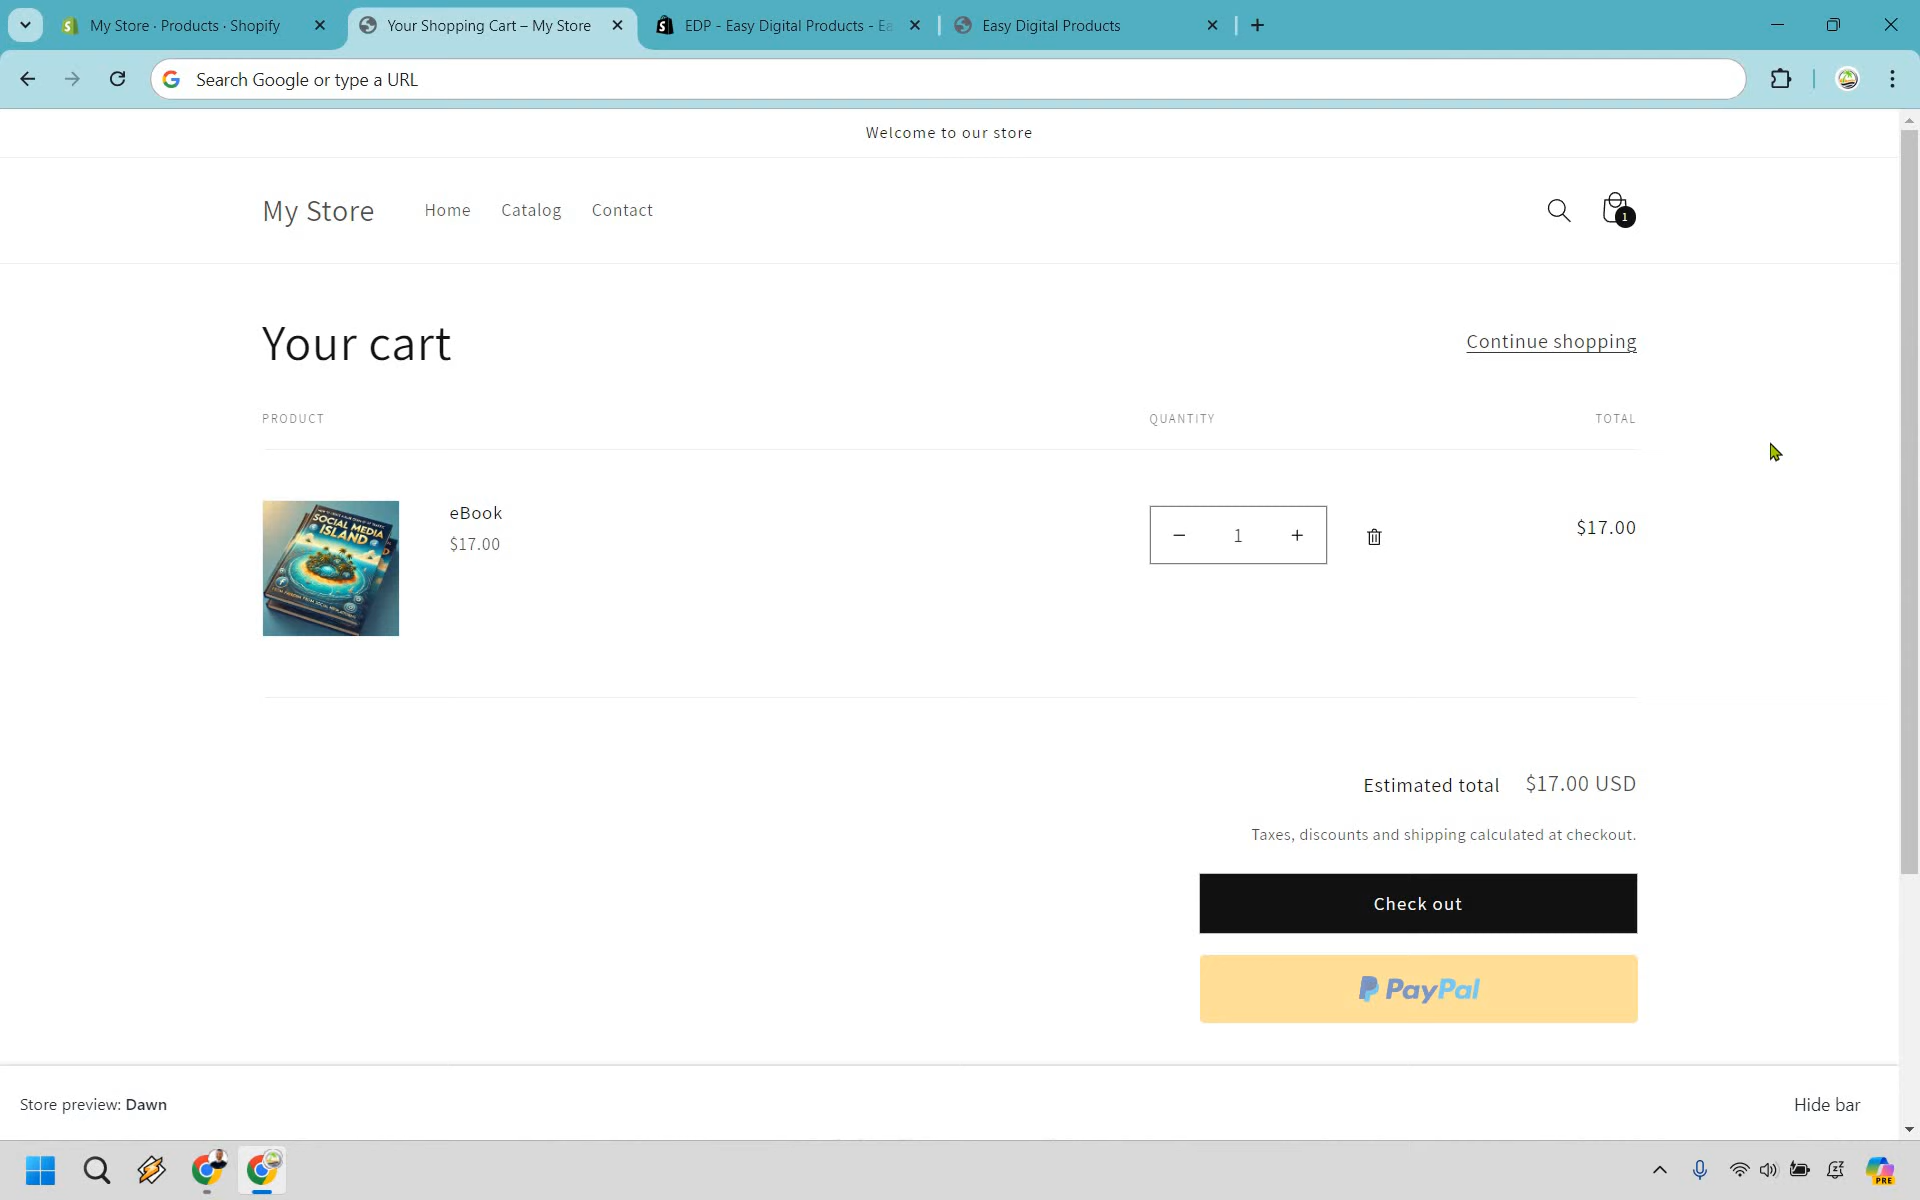 My Store · Products · Shopify
Your Shopping Cart – My Store
EDP - Easy Digital Products - Ea
Easy Digital Products
Search Google or type a URL
Welcome to our store
My Store
Home
Catalog
Contact
1
Your cart
Continue shopping
PRODUCT
QUANTITY
TOTAL
SOCIAL MEDIA
ISLAND
eBook
$17.00
1
$17.00
Estimated total
$17.00 USD
Taxes, discounts and shipping calculated at checkout.
Check out
PayPal
Store preview: Dawn
Hide bar
PRE